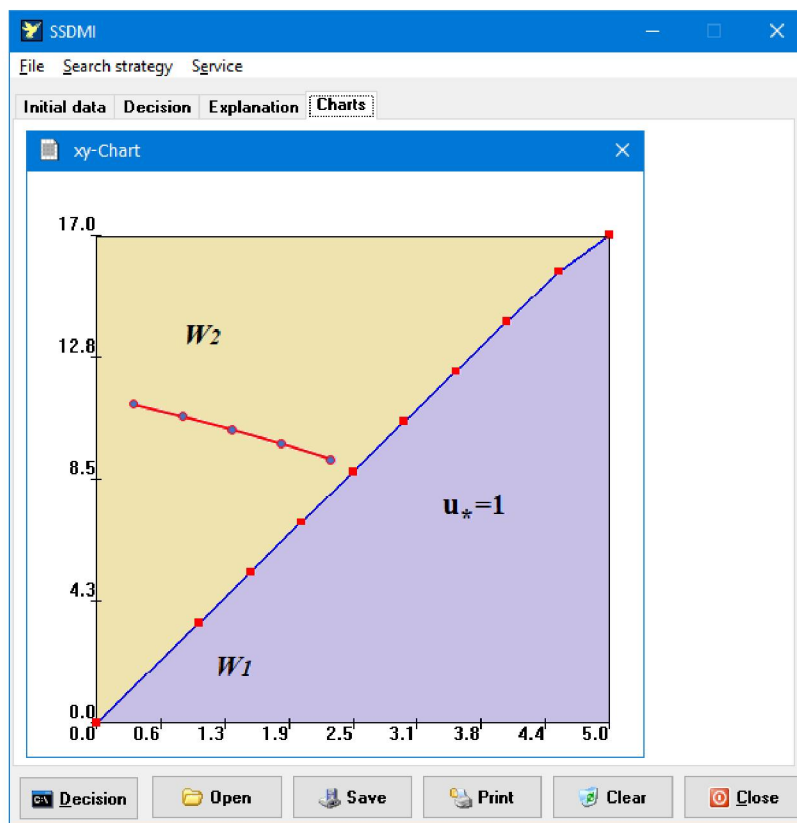 SSDMI
File Search strategy Service
Initial data Decision Explanation Charts
xy-Chart
17.0
W2
12.8
8.5
u*=1
4.3
W1
0.0
0.0 0.6 1.3 1.9 2.5 3.1 3.8 4.4 5.0
C:\ Decision Open Save Print Clear Close